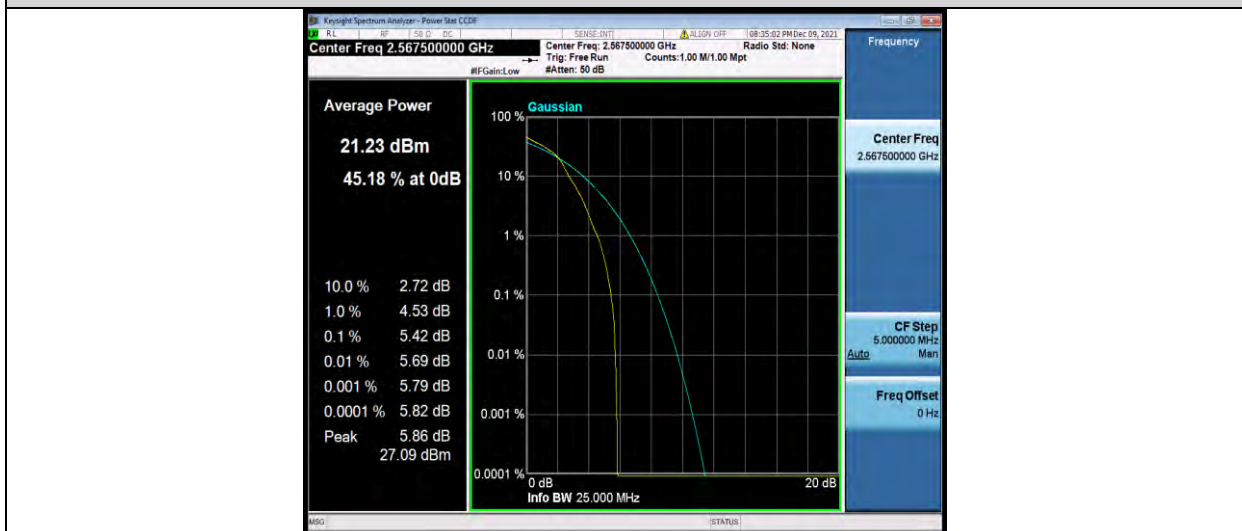 Keysight Spectrum Analyzer - Power Stat CCDF
RL RF 50 Ω DC SENSE:INT ALIGN OFF 08:35:02 PM Dec 09, 2021
Center Freq 2.567500000 GHz
Center Freq: 2.567500000 GHz Radio Std: None
Trig: Free Run Counts:1.00 M/1.00 Mpt
#IFGain:Low #Atten: 50 dB
Frequency
Average Power
21.23 dBm
45.18 % at 0dB
10.0 % 2.72 dB
1.0 % 4.53 dB
0.1 % 5.42 dB
0.01 % 5.69 dB
0.001 % 5.79 dB
0.0001 % 5.82 dB
Peak 5.86 dB
27.09 dBm
Gaussian
100 %
10 %
1 %
0.1 %
0.01 %
0.001 %
0.0001 %
0 dB 20 dB
Info BW 25.000 MHz
Center Freq
2.567500000 GHz
CF Step
5.000000 MHz
Auto Man
Freq Offset
0 Hz
MSG STATUS